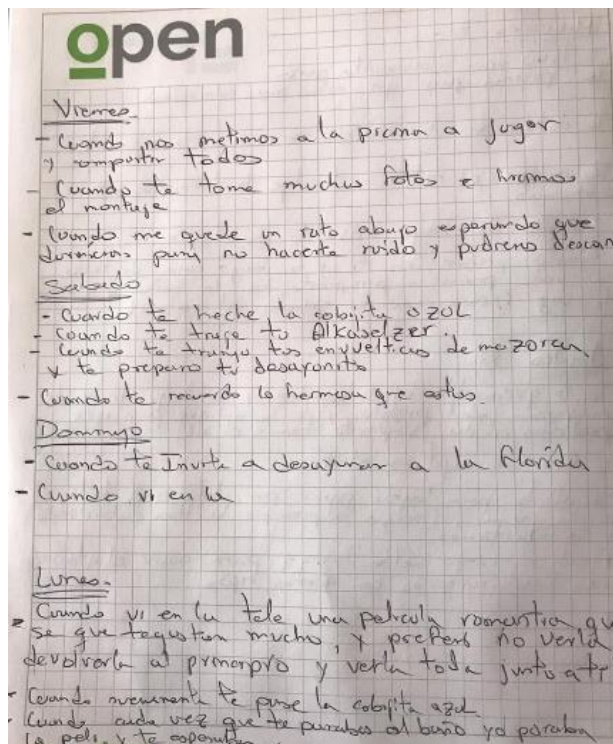 open
Viernes
- Cuando nos metimos a la picina a jugar
y compartir todos
- Cuando te tome muchas fotos e hicimos
el montaje
- Cuando me quede un rato abajo esperando que
durmieras para no hacerte ruido y pudieras descan
Sabado
- Cuando te heche la cobijita azul
- Cuando te traje tu Alkaselzer.
- Cuando te traigo tus envuelticos de mazorca,
y te preparo tu desayunito
- Cuando te recuerdo lo hermosa que estas.
Domingo
- Cuando te Invite a desayunar a la Florida
- Cuando vi en la
Lunes.
- Cuando vi en la tele una pelicula romantica qu
se que te gustan mucho, y preferi no verla
devolverla al principio y verla toda junto a ti
- Cuando nuevamente te puse la cobijita azul.
- Cuando cada vez que te parabas al baño yo paraba
la peli, y te esperaba